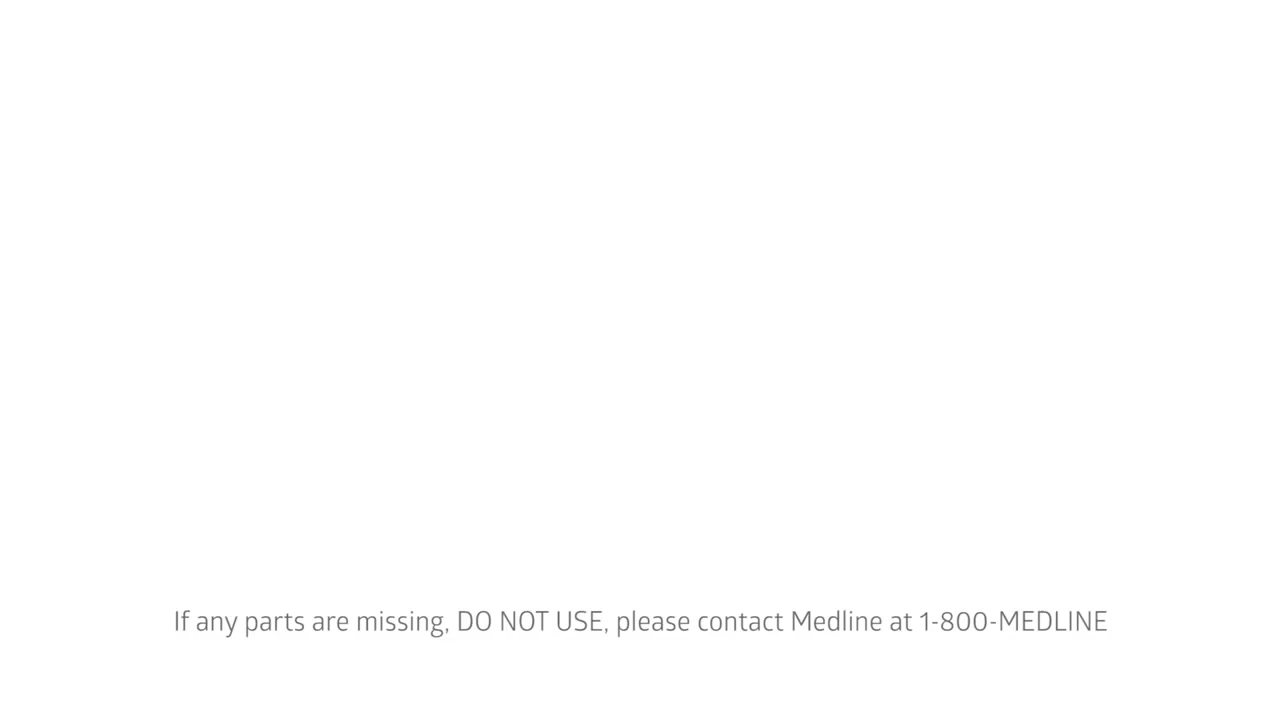 If any parts are missing, DO NOT USE, please contact Medline at 1-800-MEDLINE